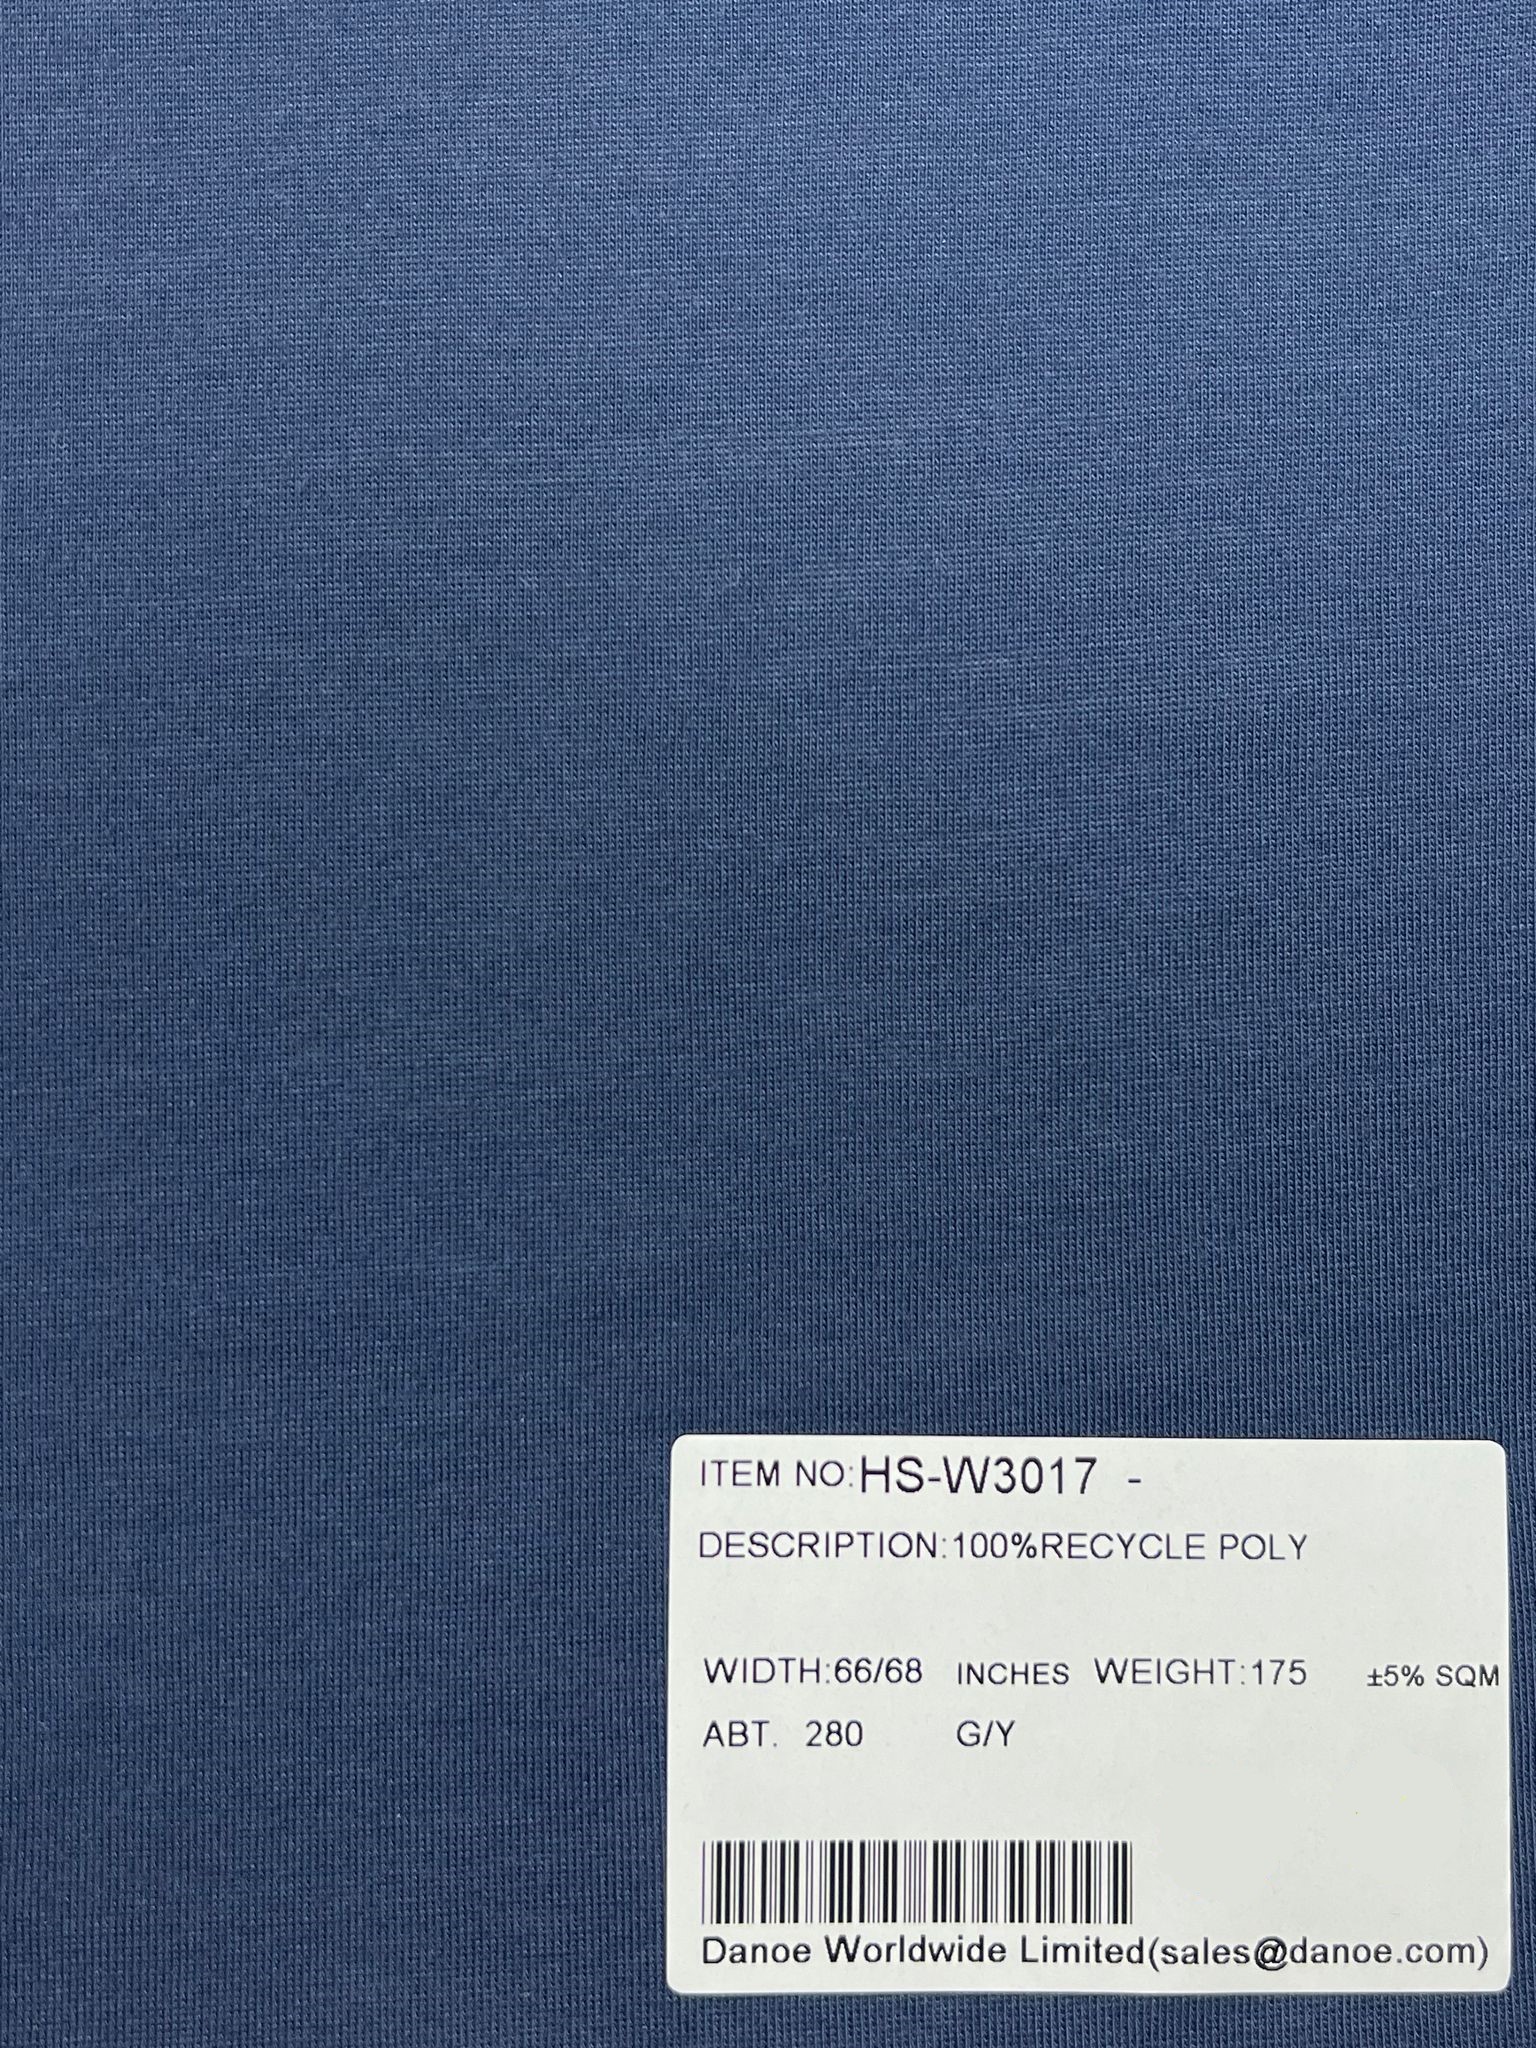 ITEM NO:HS-W3017 -
DESCRIPTION:100%RECYCLE POLY
WIDTH:66/68 INCHES WEIGHT:175 ±5% SQM
ABT. 280 G/Y
Danoe Worldwide Limited(sales@danoe.com)